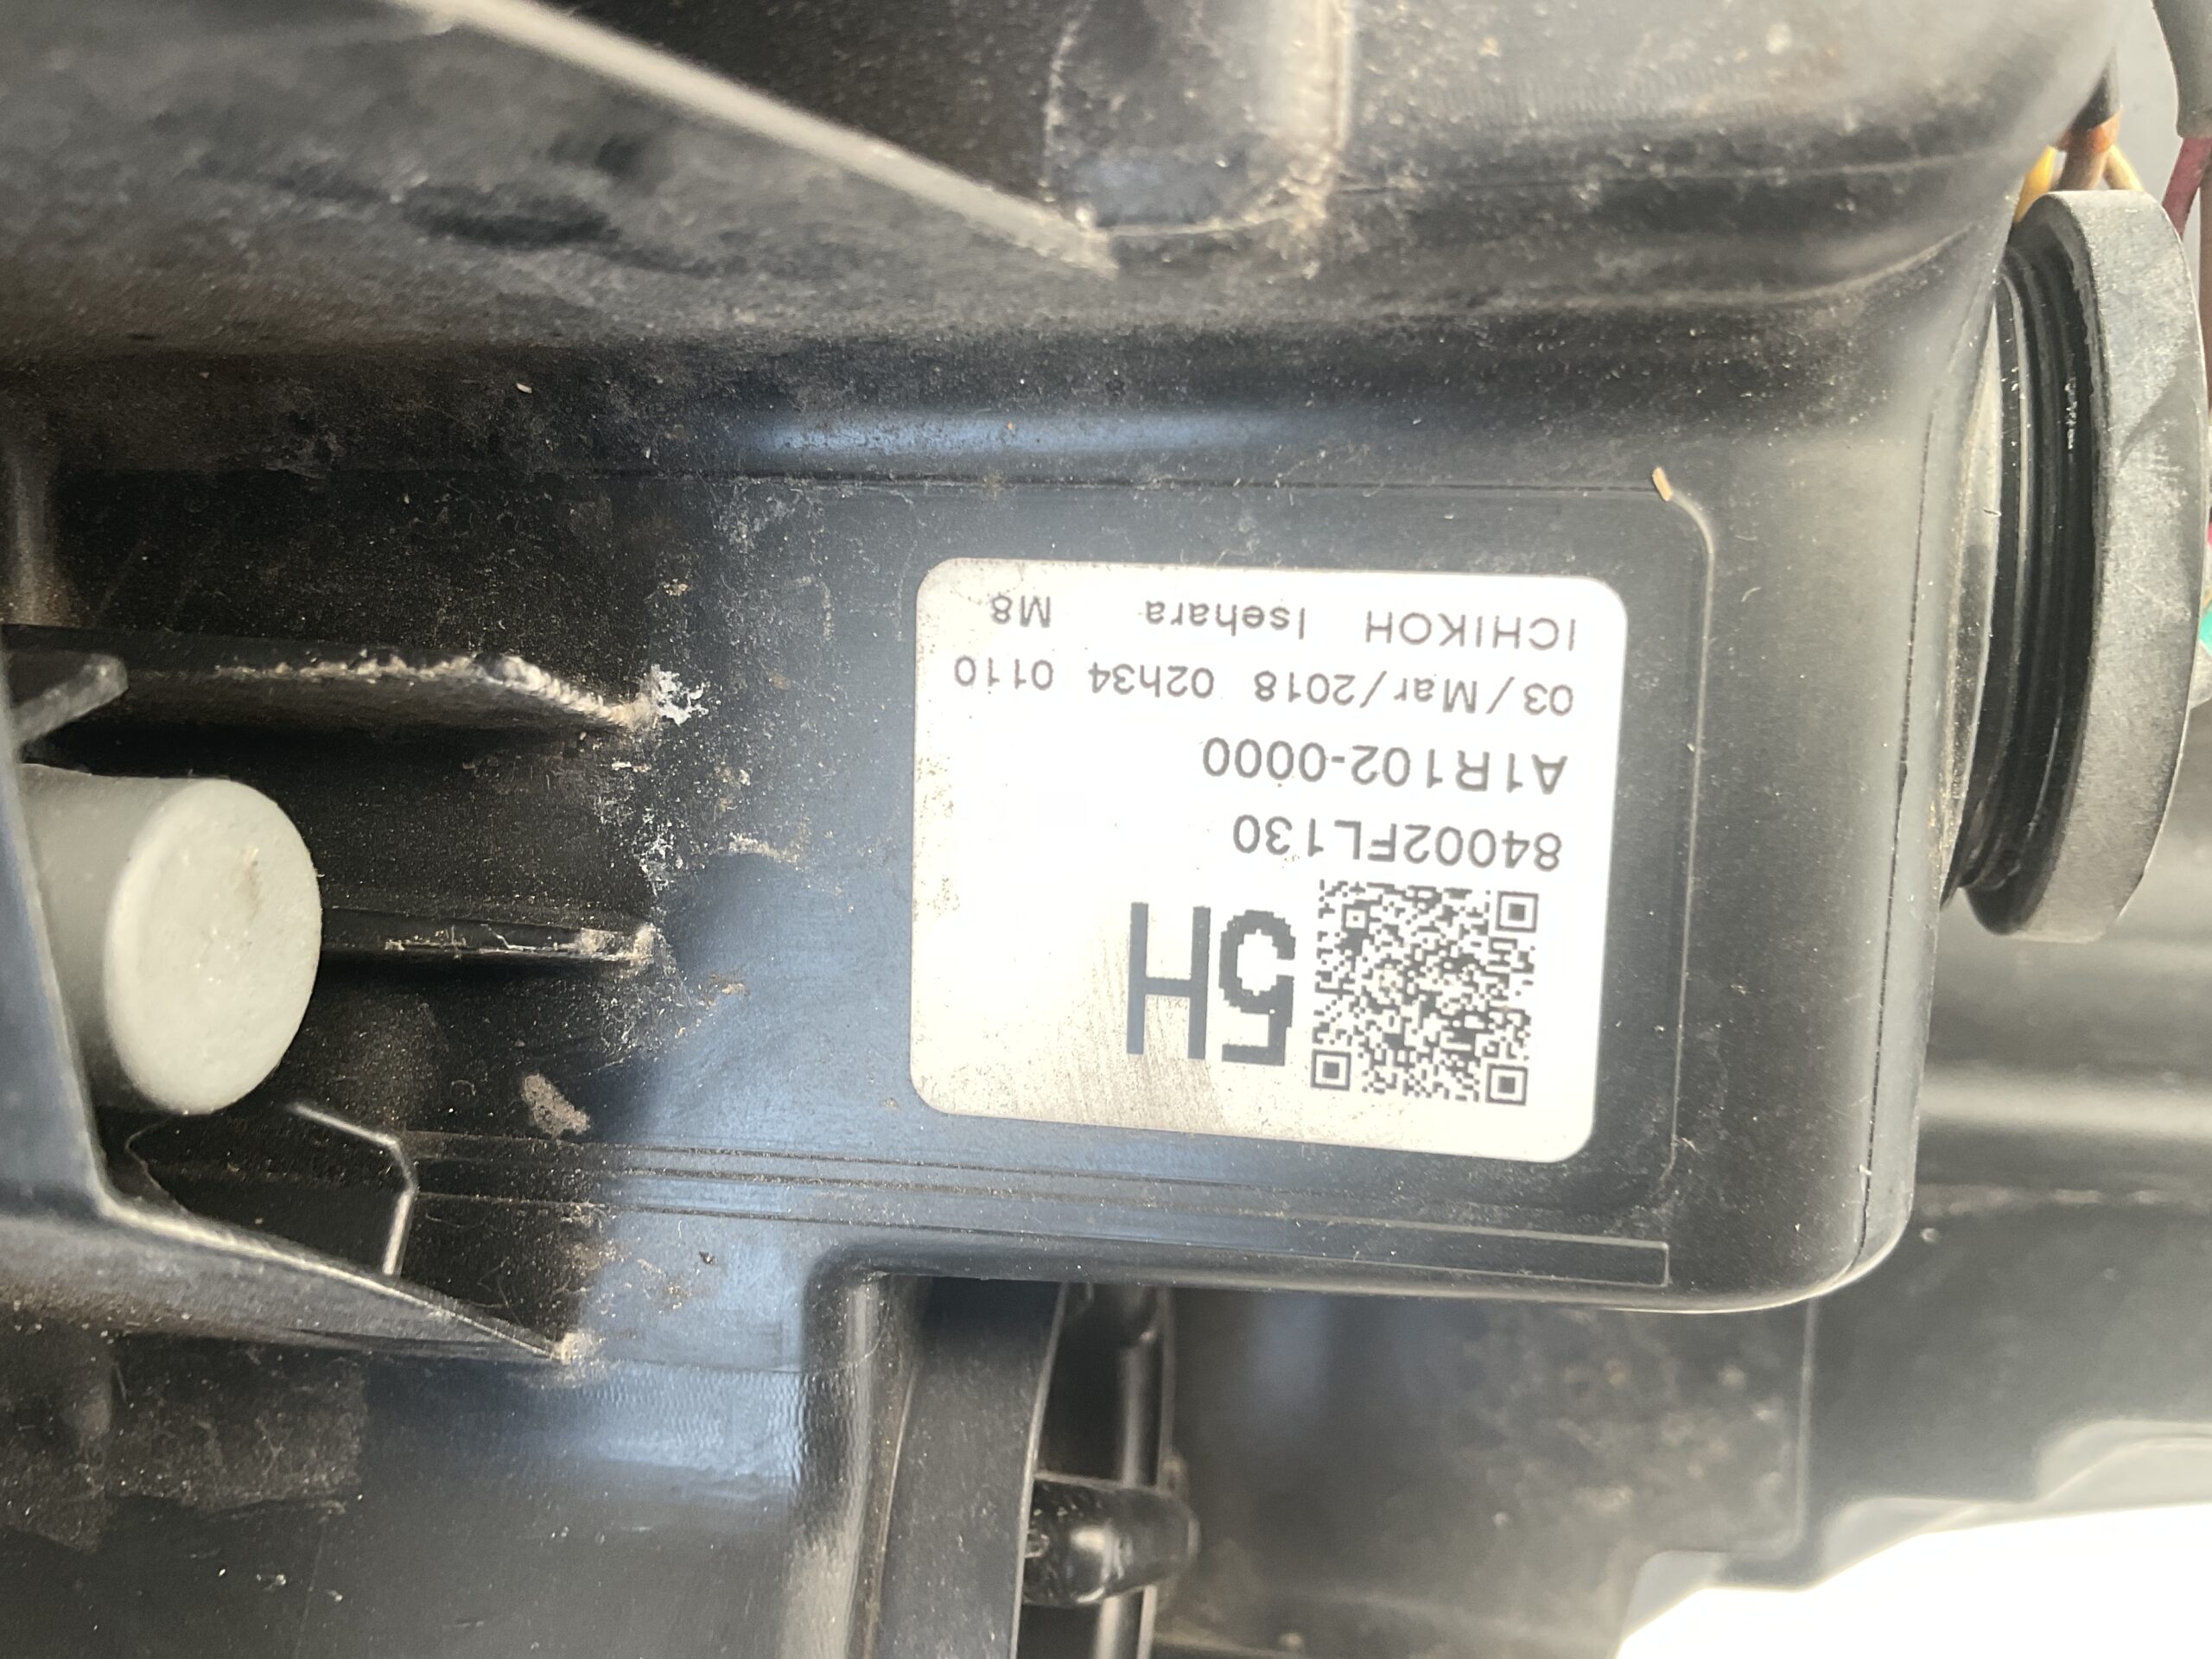 5H
84002FL130
A1R102-0000
03/Mar/2018 02h34 0110
ICHIKOH Isehara M8